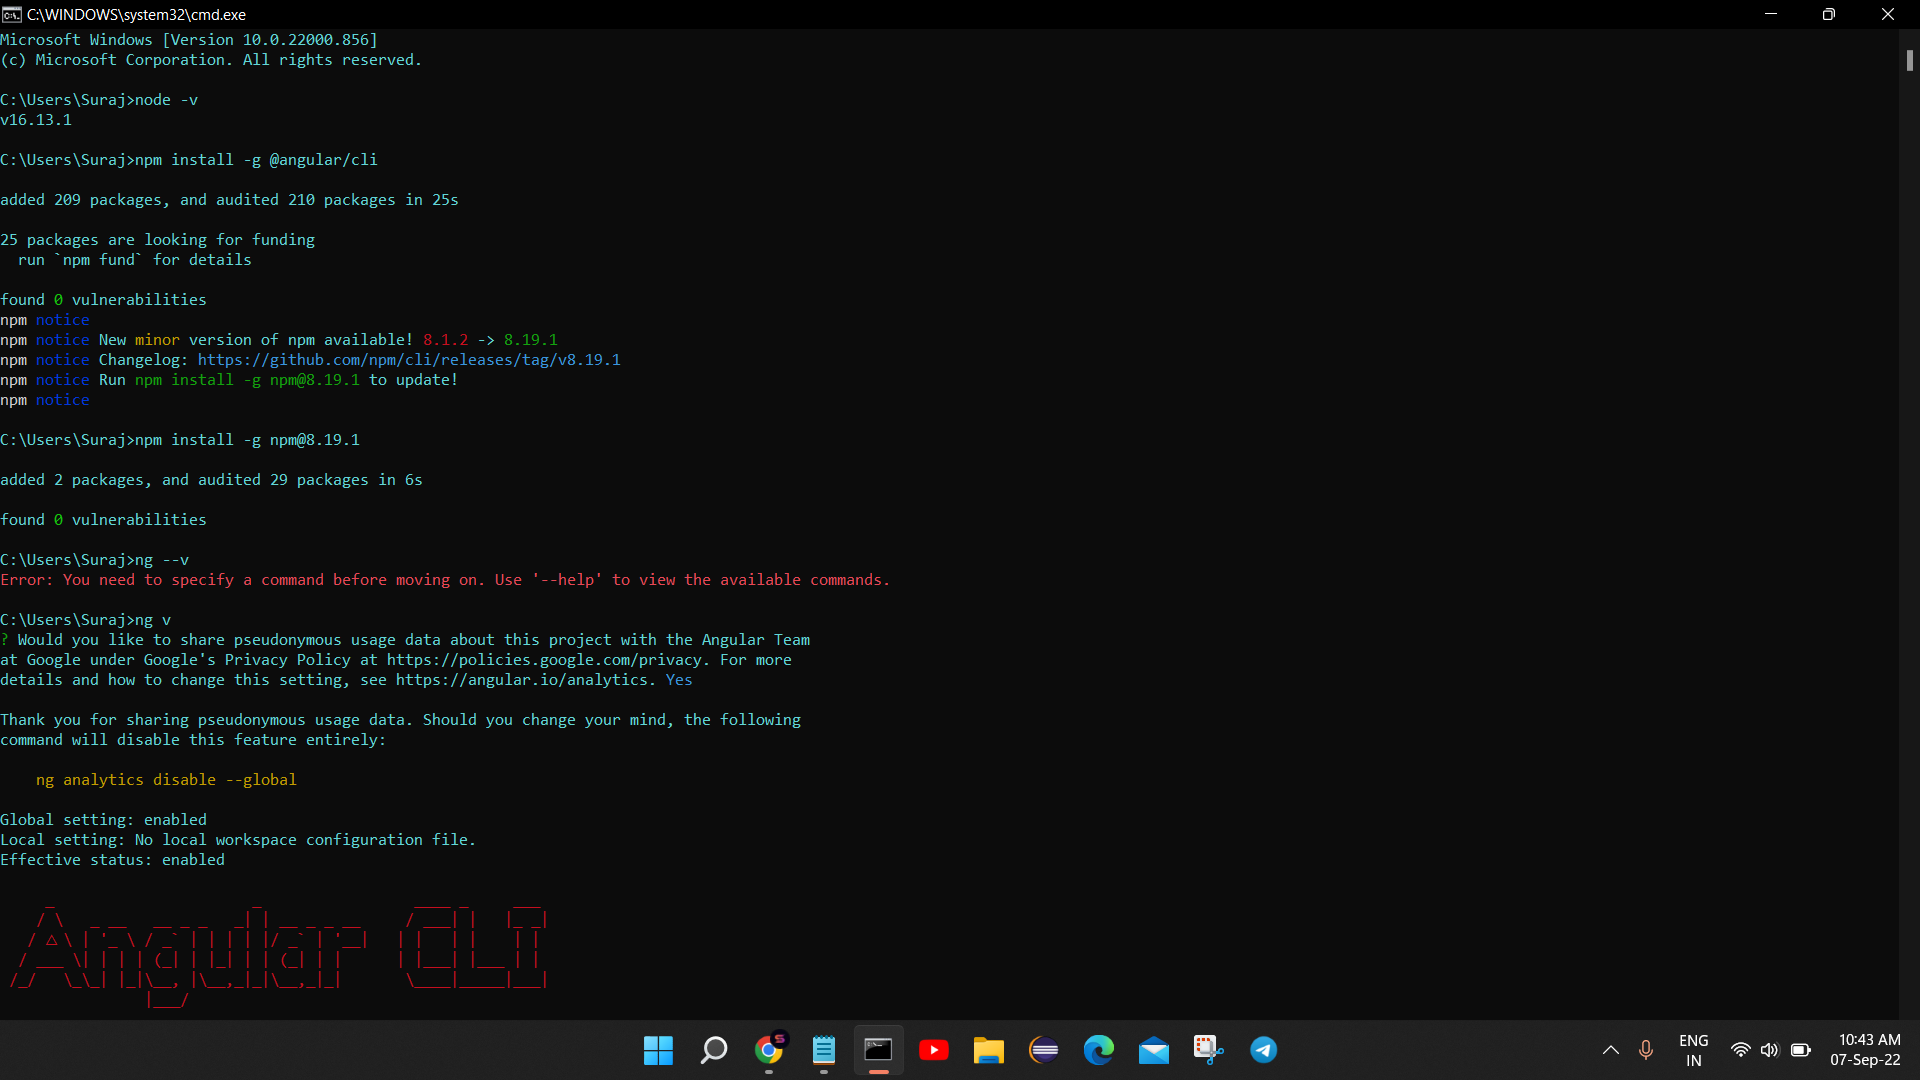 C:\WINDOWS\system32\cmd.exe
Microsoft Windows [Version 10.0.22000.856]
(c) Microsoft Corporation. All rights reserved.
C:\Users\Suraj>node -v
v16.13.1
C:\Users\Suraj>npm install -g @angular/cli
added 209 packages, and audited 210 packages in 25s
25 packages are looking for funding
  run `npm fund` for details
found 0 vulnerabilities
npm notice
npm notice New minor version of npm available! 8.1.2 -> 8.19.1
npm notice Changelog: https://github.com/npm/cli/releases/tag/v8.19.1
npm notice Run npm install -g npm@8.19.1 to update!
npm notice
C:\Users\Suraj>npm install -g npm@8.19.1
added 2 packages, and audited 29 packages in 6s
found 0 vulnerabilities
C:\Users\Suraj>ng --v
Error: You need to specify a command before moving on. Use '--help' to view the available commands.
C:\Users\Suraj>ng v
? Would you like to share pseudonymous usage data about this project with the Angular Team
at Google under Google's Privacy Policy at https://policies.google.com/privacy. For more
details and how to change this setting, see https://angular.io/analytics. Yes
Thank you for sharing pseudonymous usage data. Should you change your mind, the following
command will disable this feature entirely:
    ng analytics disable --global
Global setting: enabled
Local setting: No local workspace configuration file.
Effective status: enabled
Angular CLI
S
ENG
IN
10:43 AM
07-Sep-22